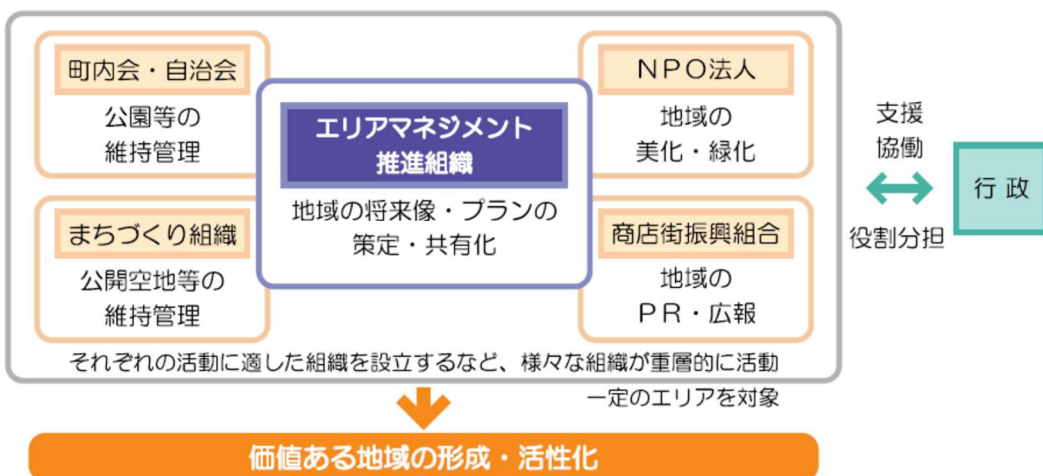 町内会・自治会
公園等の
維持管理
NPO法人
地域の
美化・緑化
エリアマネジメント
推進組織
地域の将来像・プランの
策定・共有化
まちづくり組織
公開空地等の
維持管理
商店街振興組合
地域の
PR・広報
それぞれの活動に適した組織を設立するなど、様々な組織が重層的に活動
一定のエリアを対象
支援
協働
役割分担
行政
価値ある地域の形成・活性化